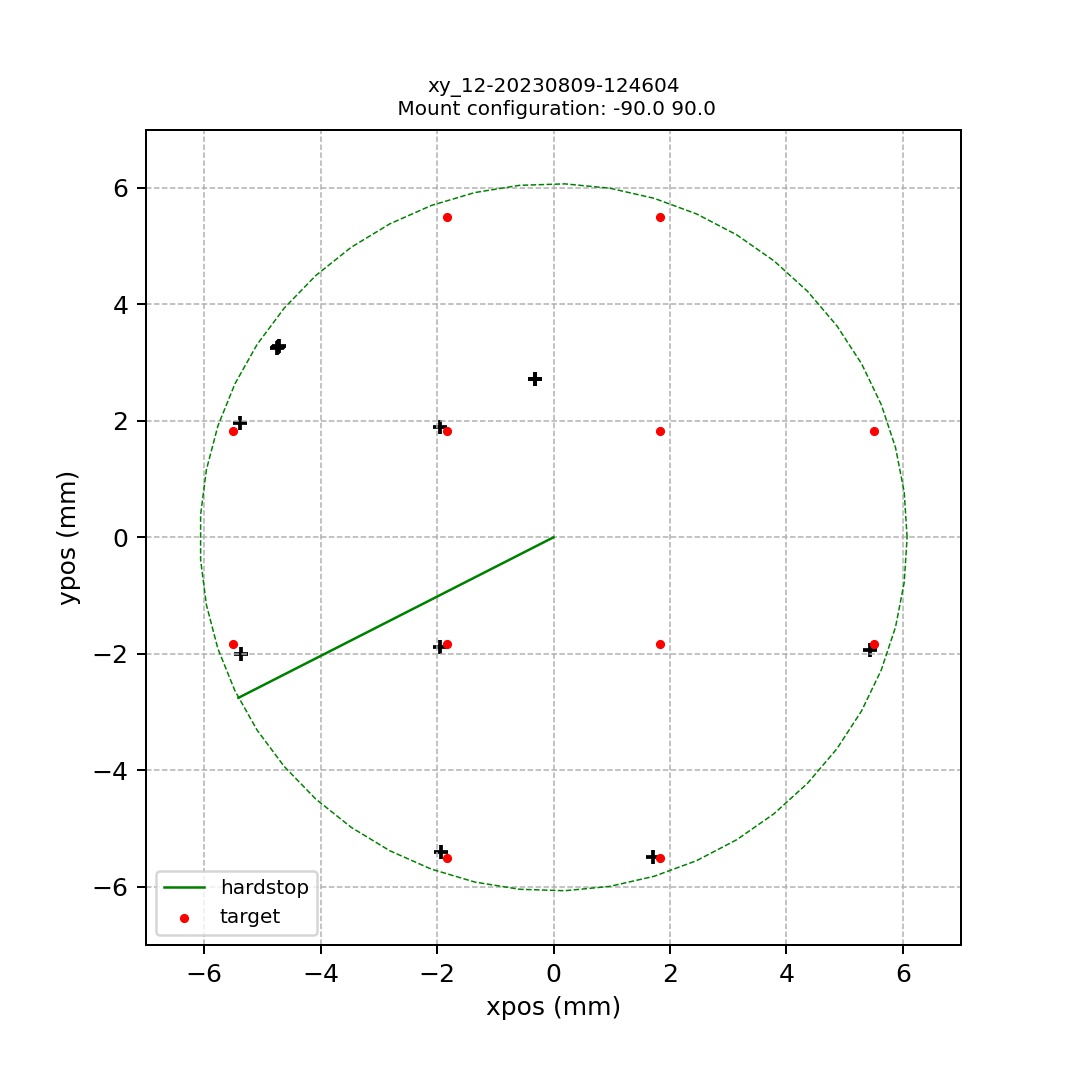 xy_12-20230809-124604
Mount configuration: -90.0 90.0
ypos (mm)
6
4
2
0
−2
−4
−6
hardstop
target
−6 −4 −2 0 2 4 6
xpos (mm)